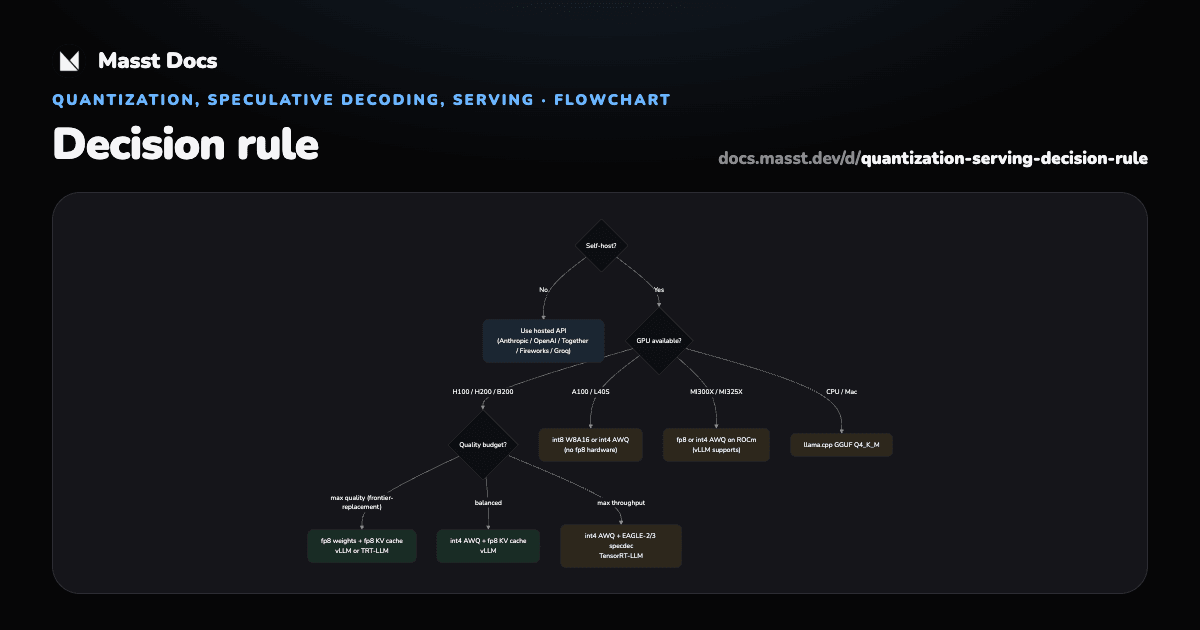 Masst Docs
QUANTIZATION, SPECULATIVE DECODING, SERVING · FLOWCHART
Decision rule
docs.masst.dev/d/quantization-serving-decision-rule
Self-host?
No
Yes
Use hosted API
(Anthropic / OpenAI / Together
/ Fireworks / Groq)
GPU available?
H100 / H200 / B200
A100 / L40S
MI300X / MI325X
CPU / Mac
Quality budget?
int8 W8A16 or int4 AWQ
(no fp8 hardware)
fp8 or int4 AWQ on ROCm
(vLLM supports)
llama.cpp GGUF Q4_K_M
max quality (frontier-
replacement)
balanced
max throughput
fp8 weights + fp8 KV cache
vLLM or TRT-LLM
int4 AWQ + fp8 KV cache
vLLM
int4 AWQ + EAGLE-2/3
specdec
TensorRT-LLM